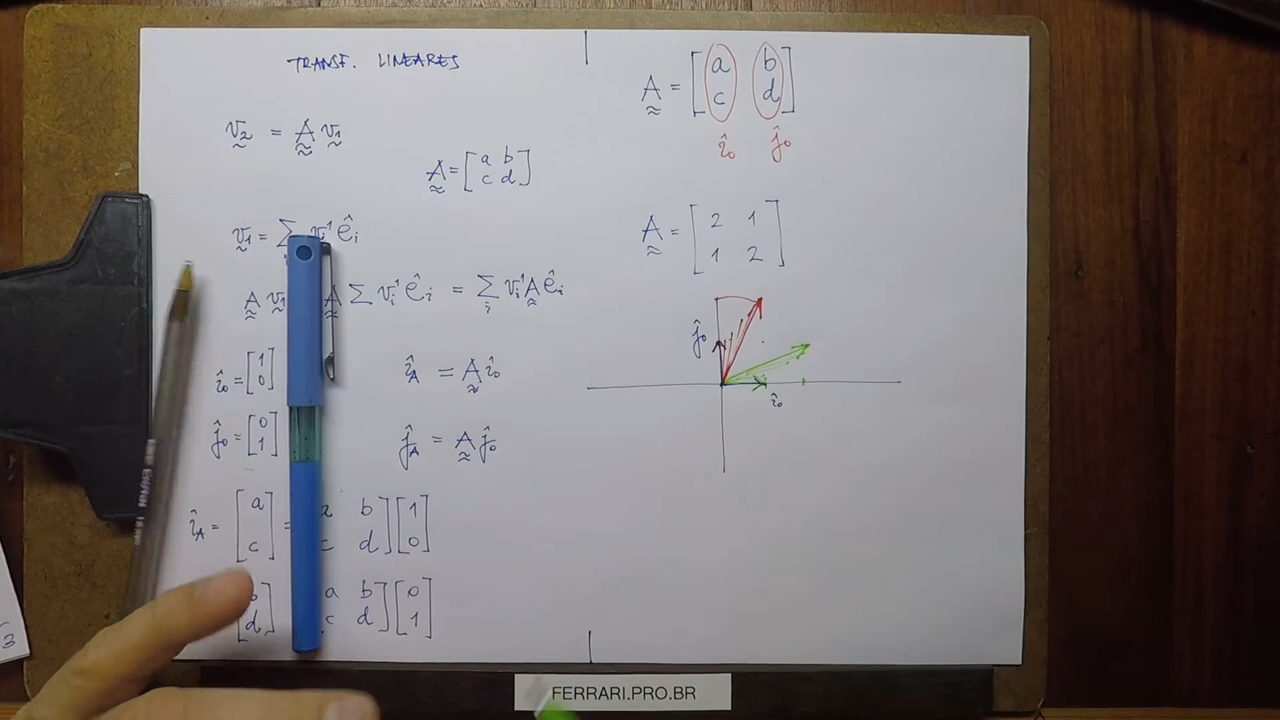 TRANSF. LINEARES
v₂ = A v₁
A = [a b; c d]
v₁ = Σ vᵢ¹ êᵢ
A v₁ A Σ vᵢ¹ êᵢ = Σᵢ vᵢ¹ A êᵢ
î₀ = [1; 0]
î_A = A î₀
ĵ₀ = [0; 1]
ĵ_A = A ĵ₀
î_A = [a; c] = [a b; c d] [1; 0]
[b; d] [a b; c d] [0; 1]
A = [a b; c d]
î₀ ĵ₀
A = [2 1; 1 2]
ĵ₀
î₀
3
FERRARI.PRO.BR